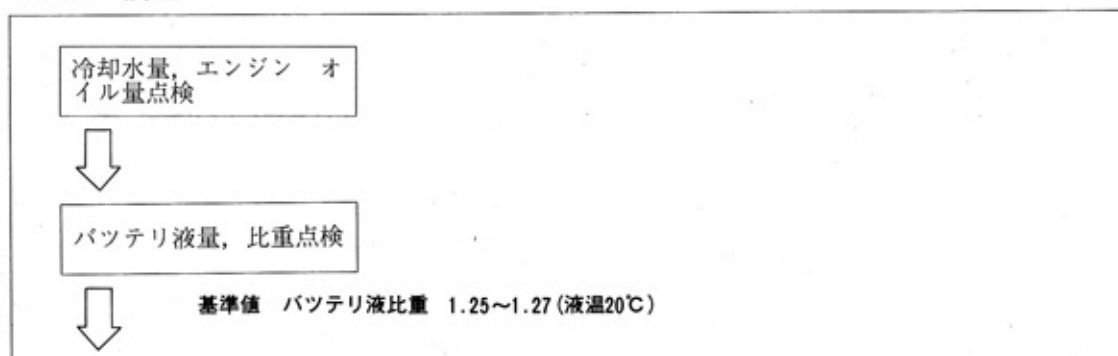 冷却水量，エンジン　オ
イル量点検
バツテリ液量，比重点検
基準値　バツテリ液比重　1.25～1.27(液温20℃)